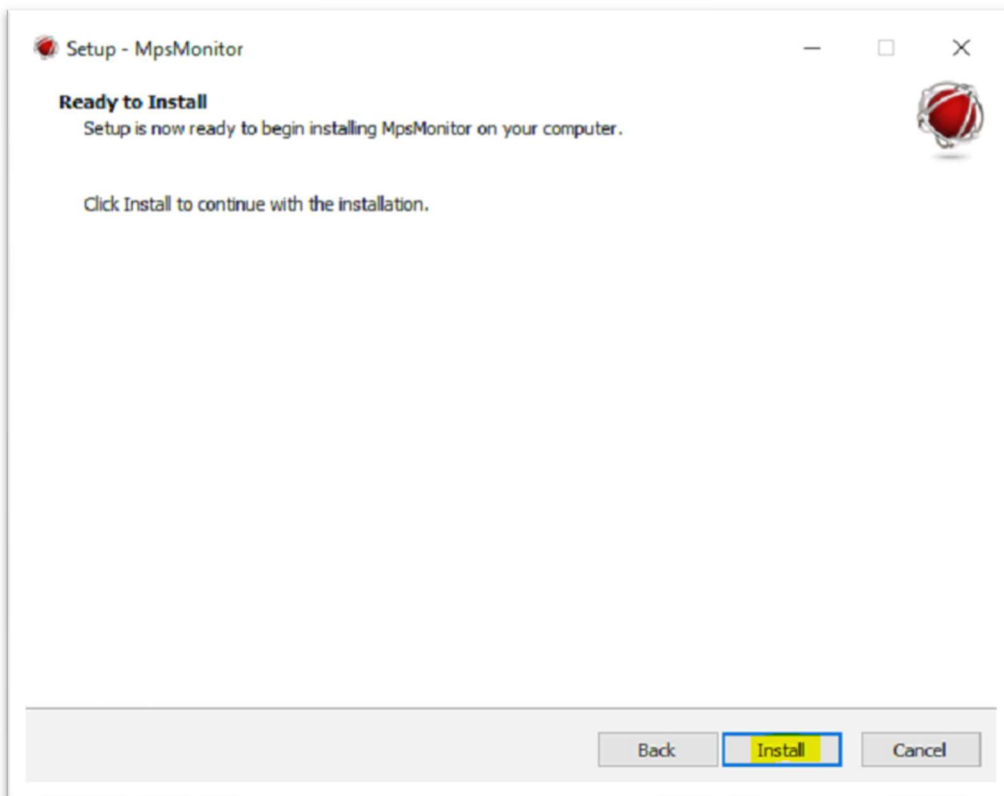 Setup - MpsMonitor
Ready to Install
Setup is now ready to begin installing MpsMonitor on your computer.
Click Install to continue with the installation.
Back Install Cancel